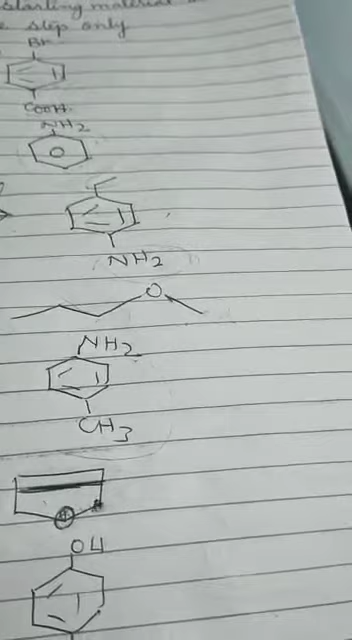 starting material
step only
Br
COOH
NH2
NH2
O
NH2
CH3
OH